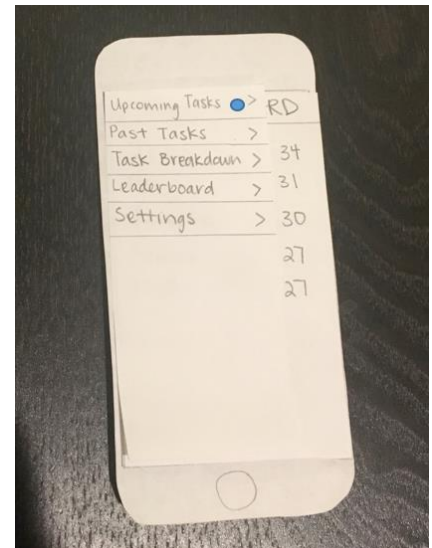 Upcoming Tasks > RD
Past Tasks >
Task Breakdown > 34
Leaderboard > 31
Settings > 30
27
27